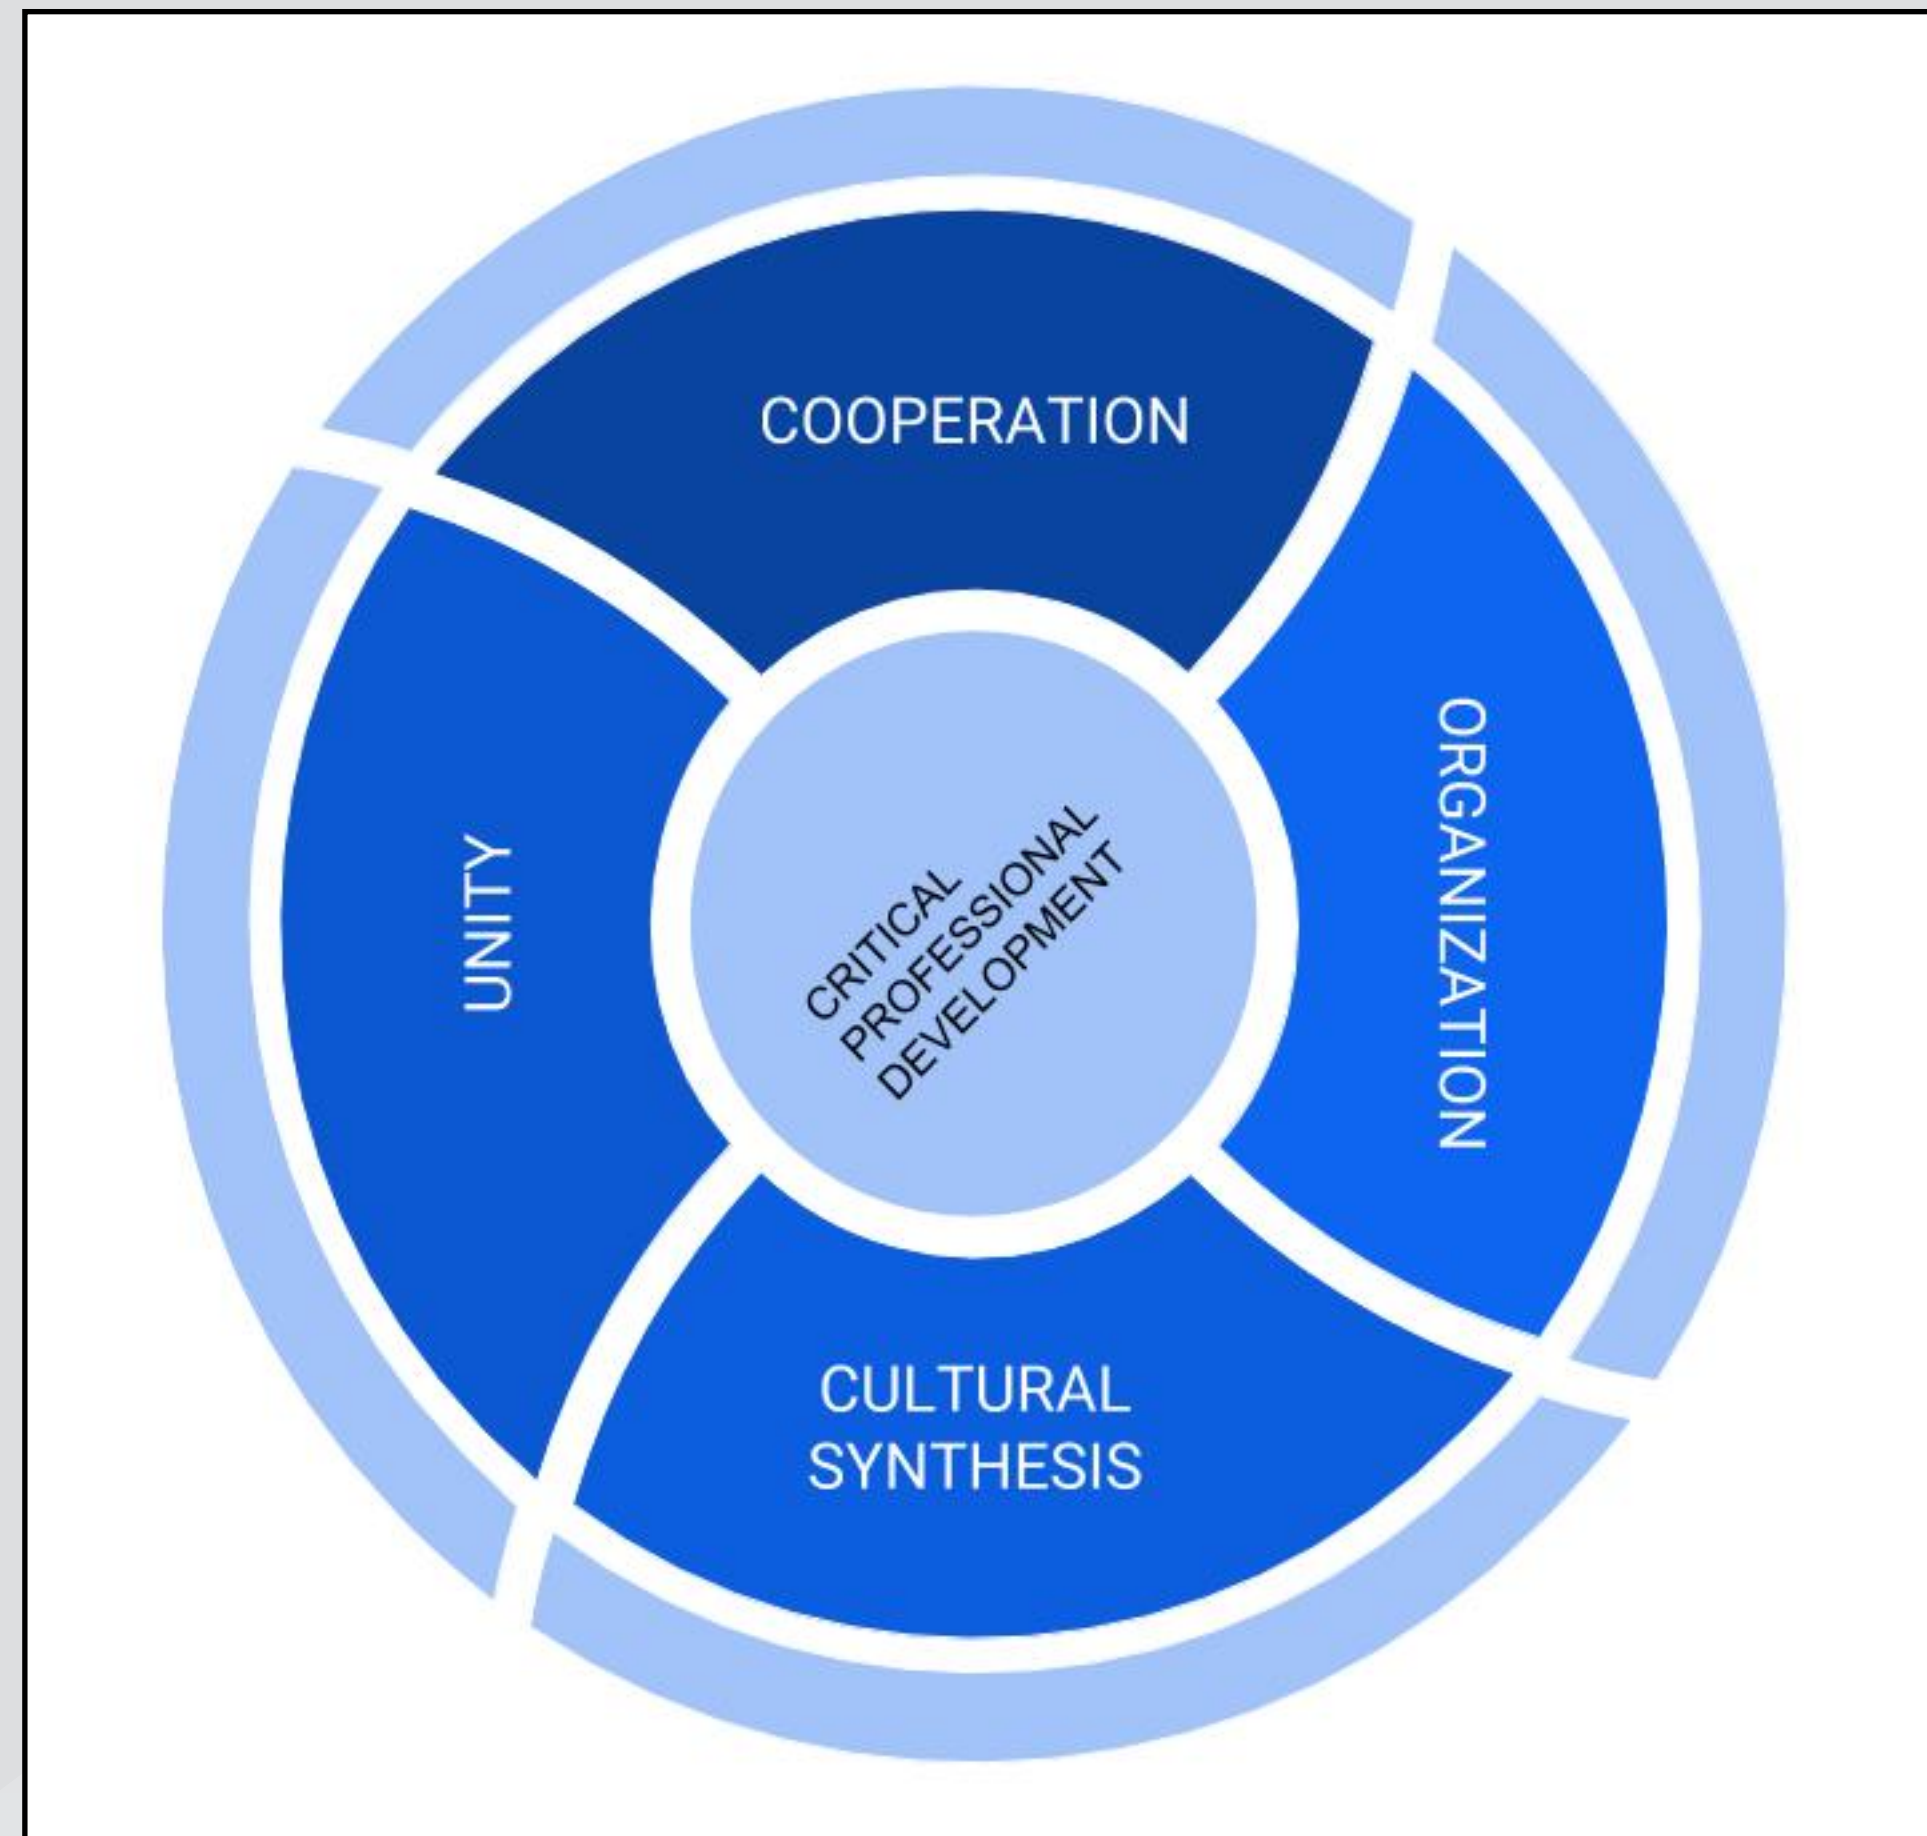 COOPERATION
ORGANIZATION
CULTURAL
SYNTHESIS
UNITY
CRITICAL
PROFESSIONAL
DEVELOPMENT